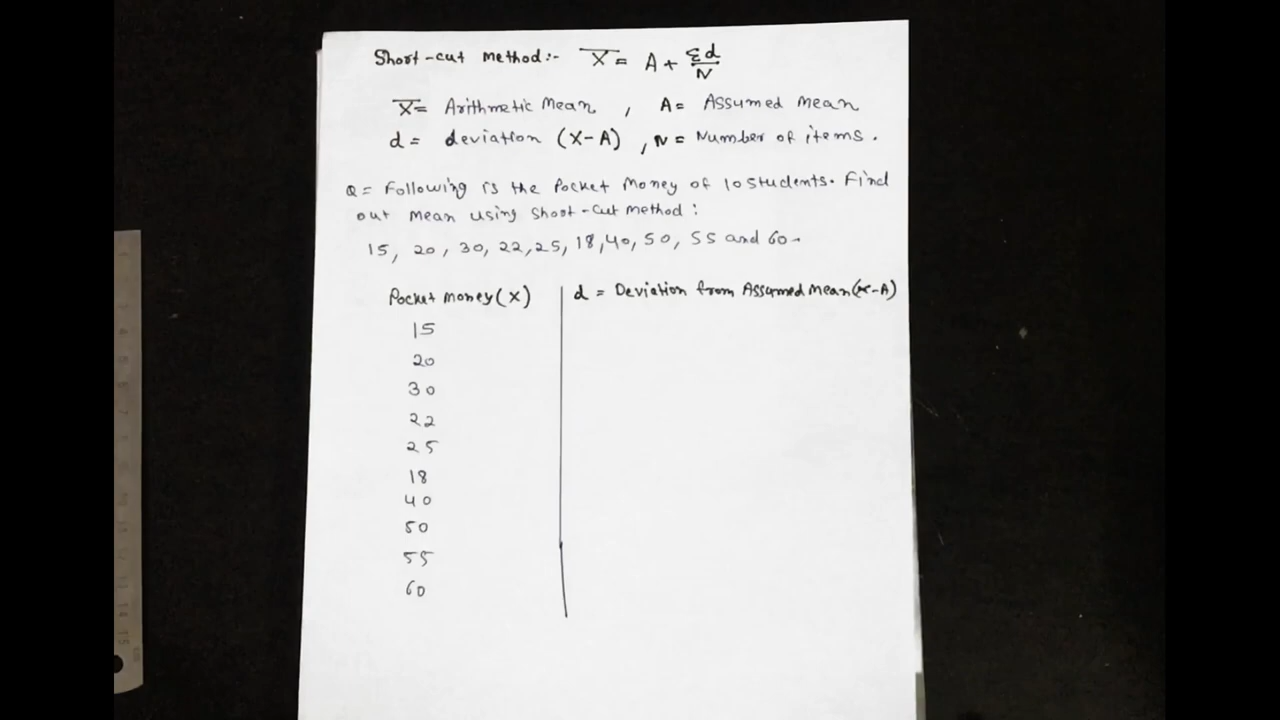 Short-cut Method:- X̄ = A + Σd/N
X̄ = Arithmetic Mean, A = Assumed Mean
d = deviation (X-A), N = Number of items.
Q = Following is the Pocket Money of 10 students. Find
out Mean using Short-cut Method:
15, 20, 30, 22, 25, 18, 40, 50, 55 and 60.
Pocket Money (X) d = Deviation from Assumed Mean (x-A)
15
20
30
22
25
18
40
50
55
60